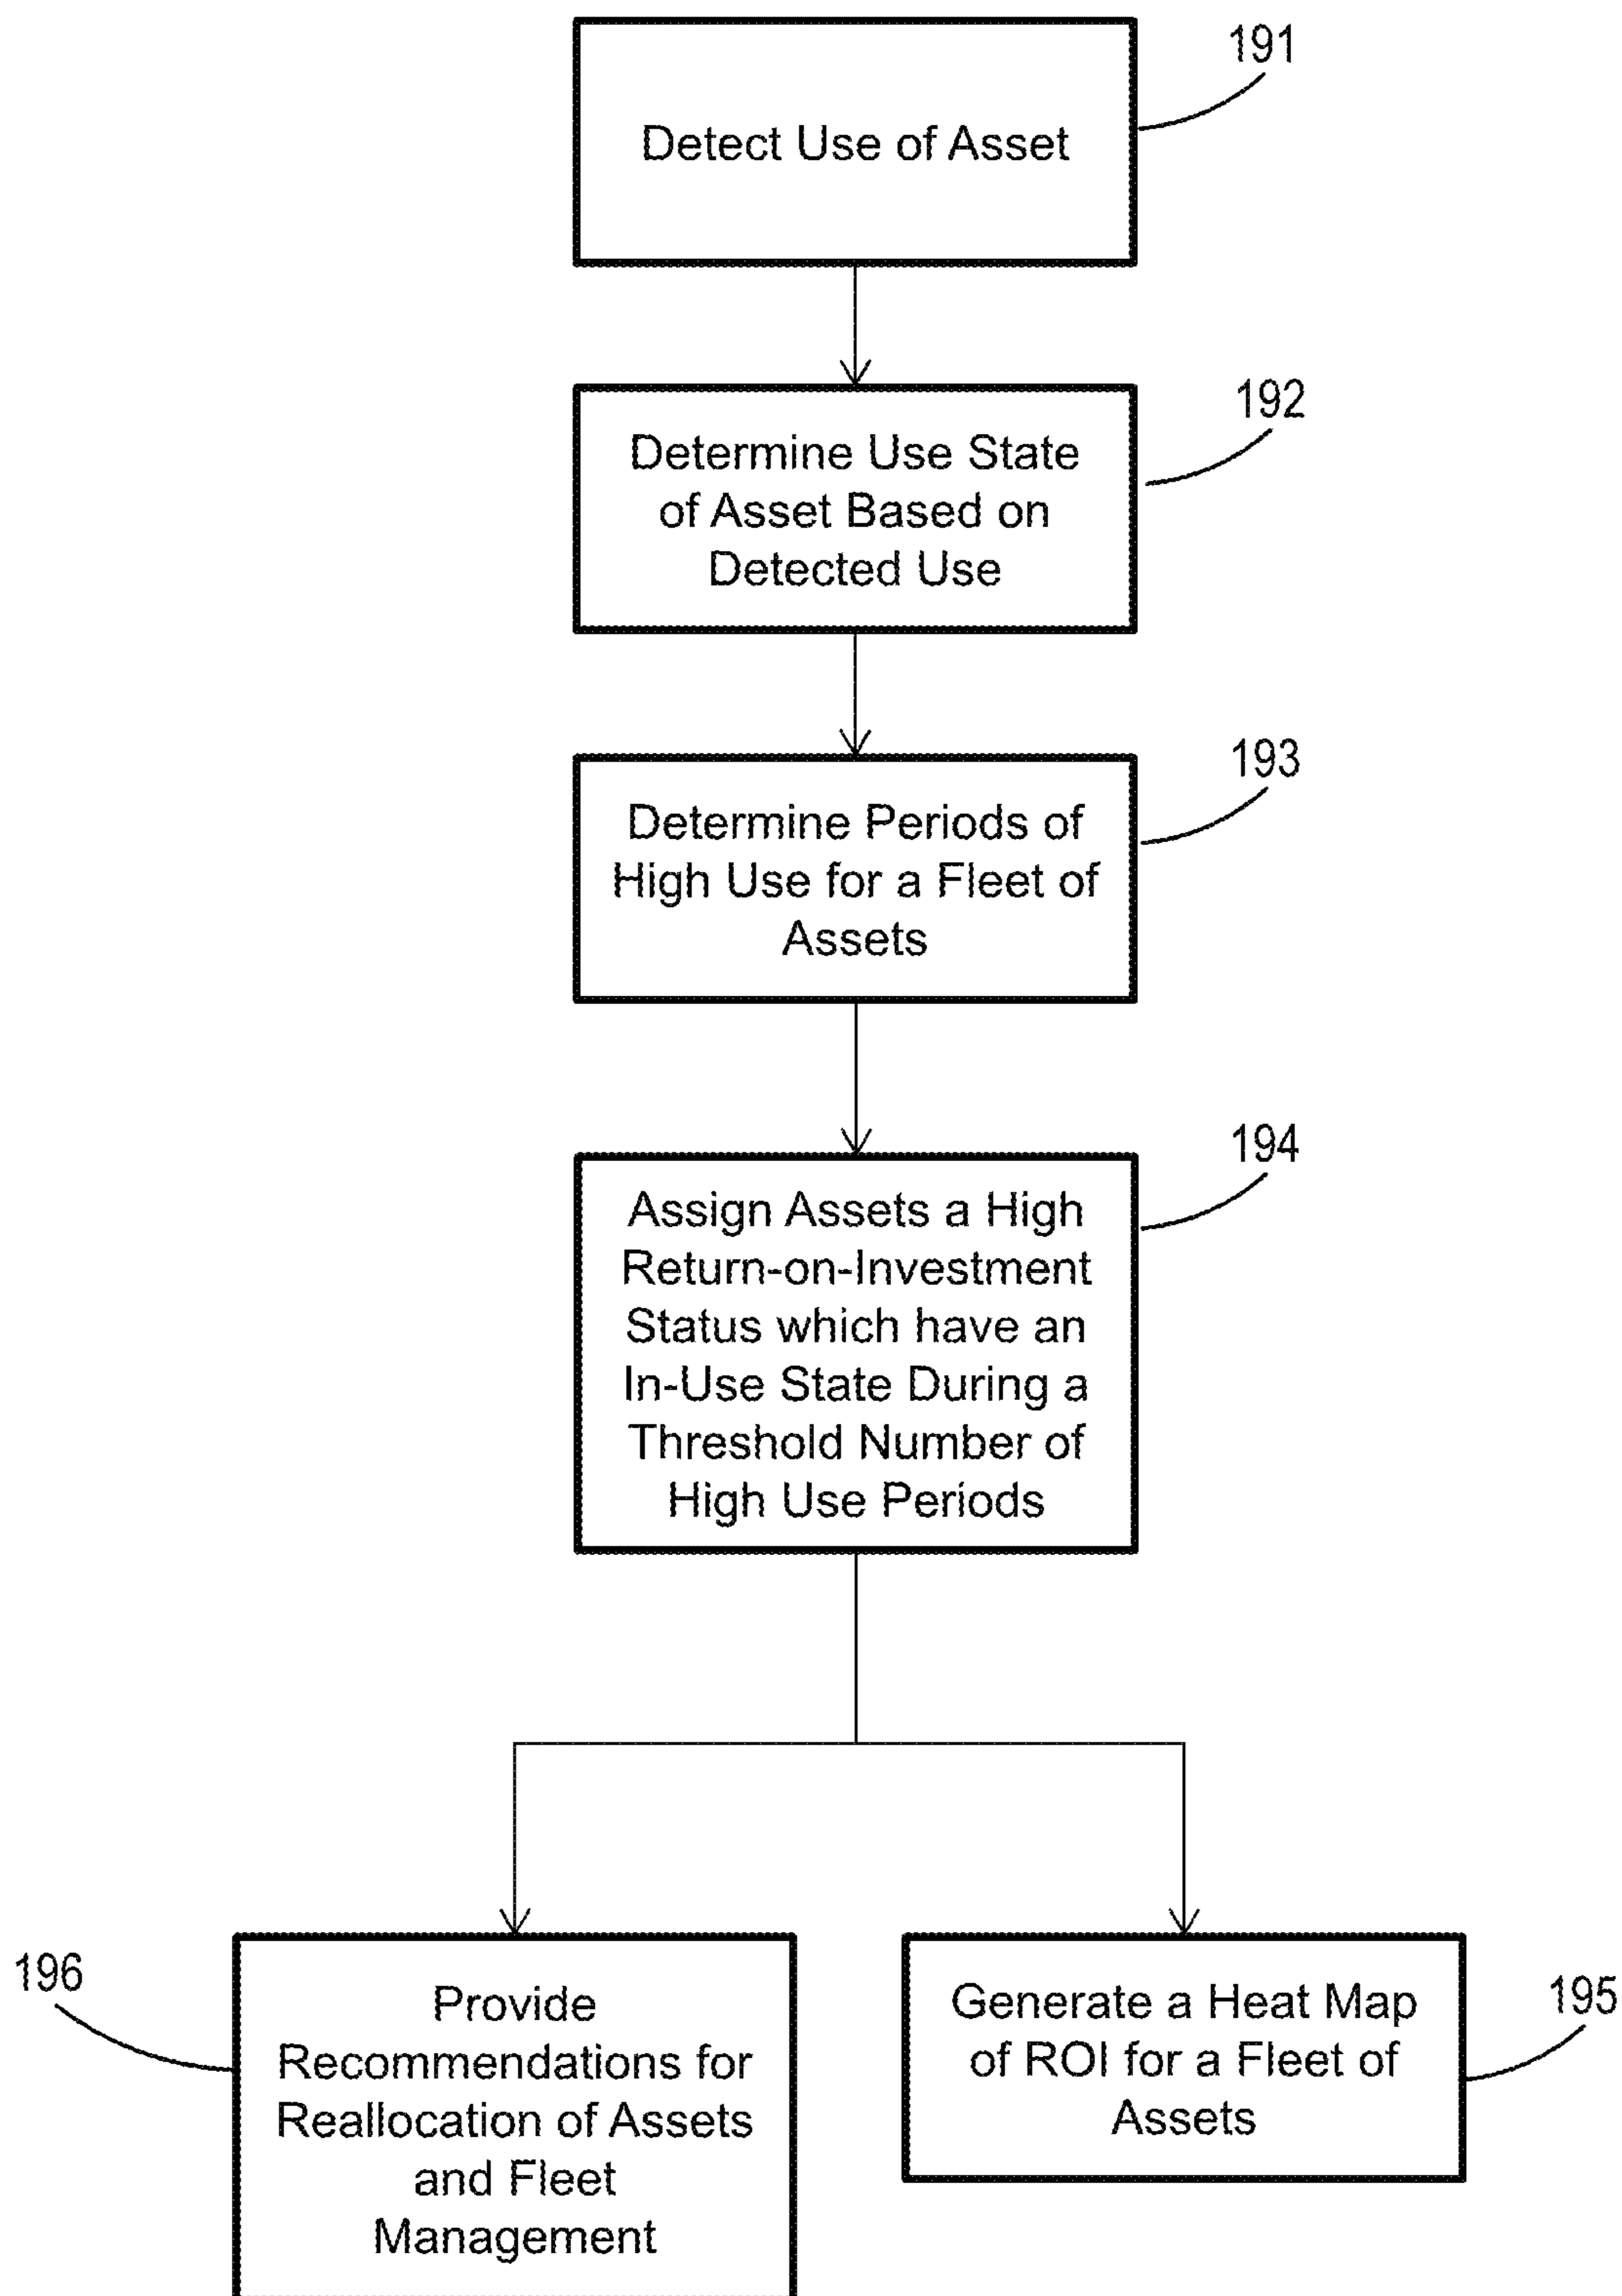 191
Detect Use of Asset
192
Determine Use State
of Asset Based on
Detected Use
193
Determine Periods of
High Use for a Fleet of
Assets
194
Assign Assets a High
Return-on-Investment
Status which have an
In-Use State During a
Threshold Number of
High Use Periods
196
Provide
Recommendations for
Reallocation of Assets
and Fleet
Management
195
Generate a Heat Map
of ROI for a Fleet of
Assets